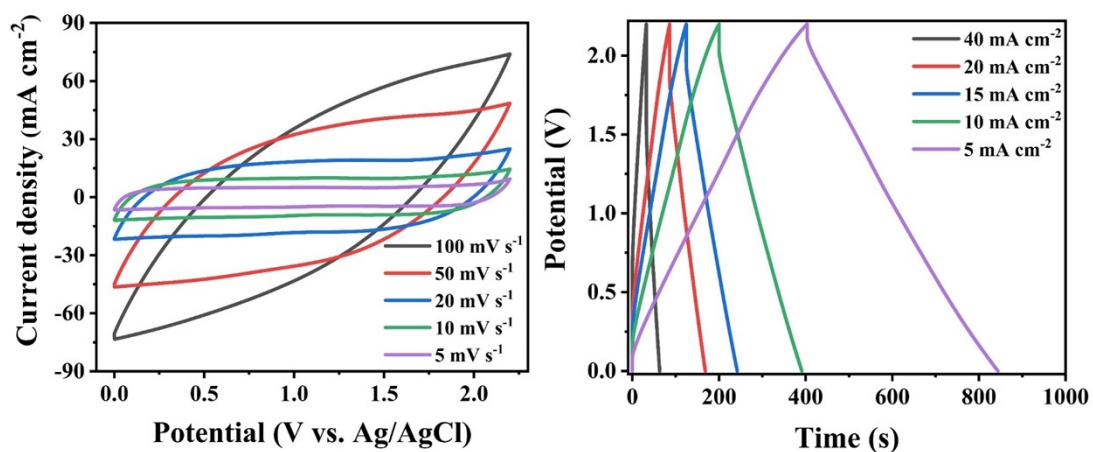 Current density (mA cm⁻²)
90
60
30
0
-30
-60
-90
100 mV s⁻¹
50 mV s⁻¹
20 mV s⁻¹
10 mV s⁻¹
5 mV s⁻¹
0.0 0.5 1.0 1.5 2.0
Potential (V vs. Ag/AgCl)
Potential (V)
2.0
1.5
1.0
0.5
0.0
40 mA cm⁻²
20 mA cm⁻²
15 mA cm⁻²
10 mA cm⁻²
5 mA cm⁻²
0 200 400 600 800 1000
Time (s)